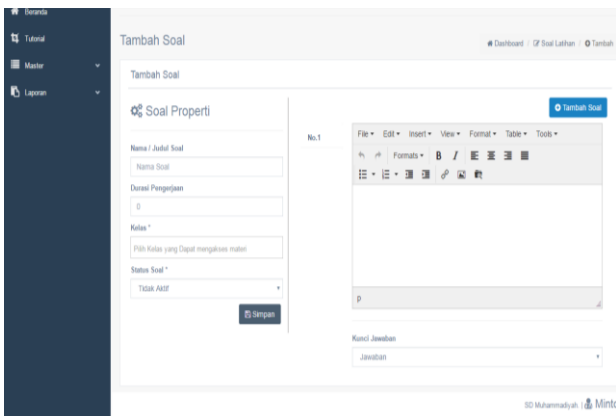 Beranda
Tutorial
Master
Laporan
Tambah Soal
Dashboard / Soal Latihan / Tambah
Tambah Soal
Soal Properti
Nama / Judul Soal
Nama Soal
Durasi Pengerjaan
0
Kelas *
Pilih Kelas yang Dapat mengakses materi
Status Soal *
Tidak Aktif
Simpan
Tambah Soal
No.1
File Edit Insert View Format Table Tools
Formats B I
p
Kunci Jawaban
Jawaban
SD Muhammadiyah | Minto